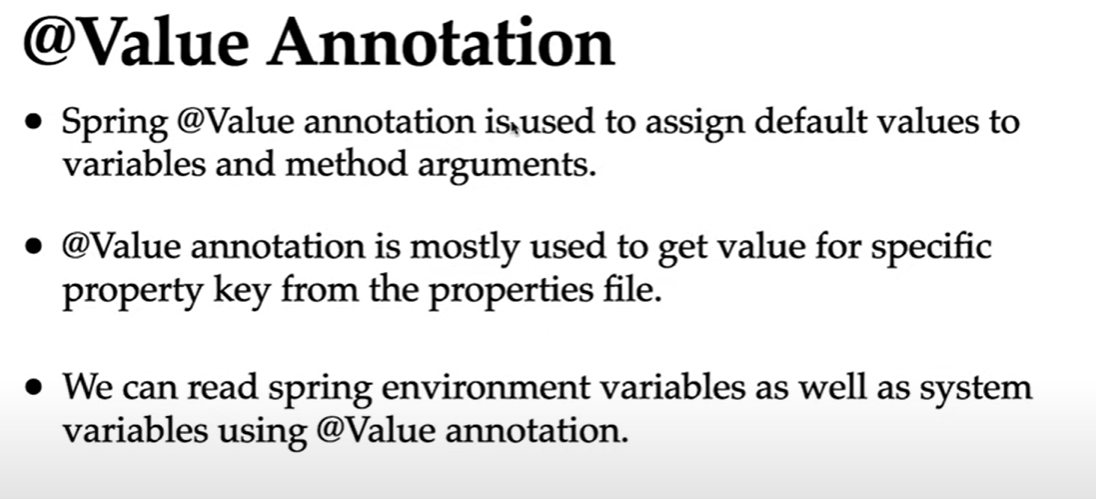 @Value Annotation
• Spring @Value annotation is used to assign default values to
variables and method arguments.
• @Value annotation is mostly used to get value for specific
property key from the properties file.
• We can read spring environment variables as well as system
variables using @Value annotation.